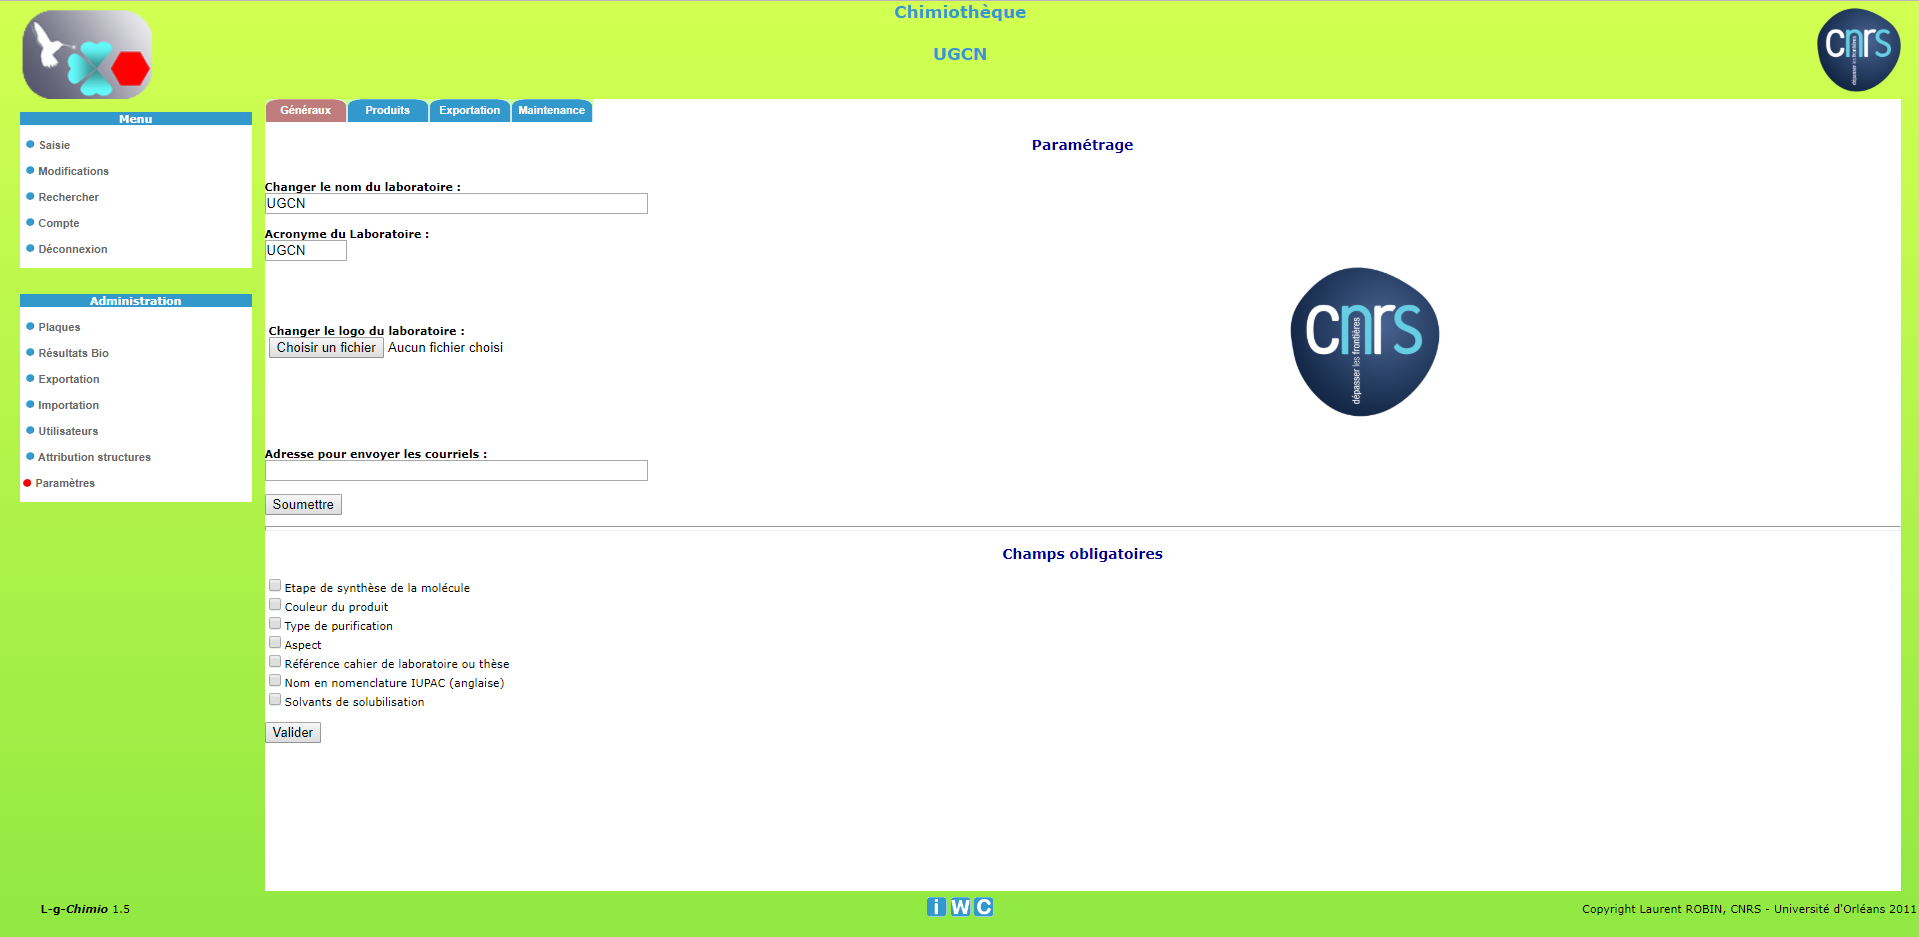 Chimiothèque
UGCN
cnrs
dépasser les frontières
Menu
Saisie
Modifications
Rechercher
Compte
Déconnexion
Administration
Plaques
Résultats Bio
Exportation
Importation
Utilisateurs
Attribution structures
Paramètres
Généraux Produits Exportation Maintenance
Paramétrage
Changer le nom du laboratoire :
UGCN
Acronyme du Laboratoire :
UGCN
Changer le logo du laboratoire :
Choisir un fichier Aucun fichier choisi
cnrs
dépasser les frontières
Adresse pour envoyer les courriels :
Soumettre
Champs obligatoires
Etape de synthèse de la molécule
Couleur du produit
Type de purification
Aspect
Référence cahier de laboratoire ou thèse
Nom en nomenclature IUPAC (anglaise)
Solvants de solubilisation
Valider
L-g-Chimio 1.5
i W C
Copyright Laurent ROBIN, CNRS - Université d'Orléans 2011